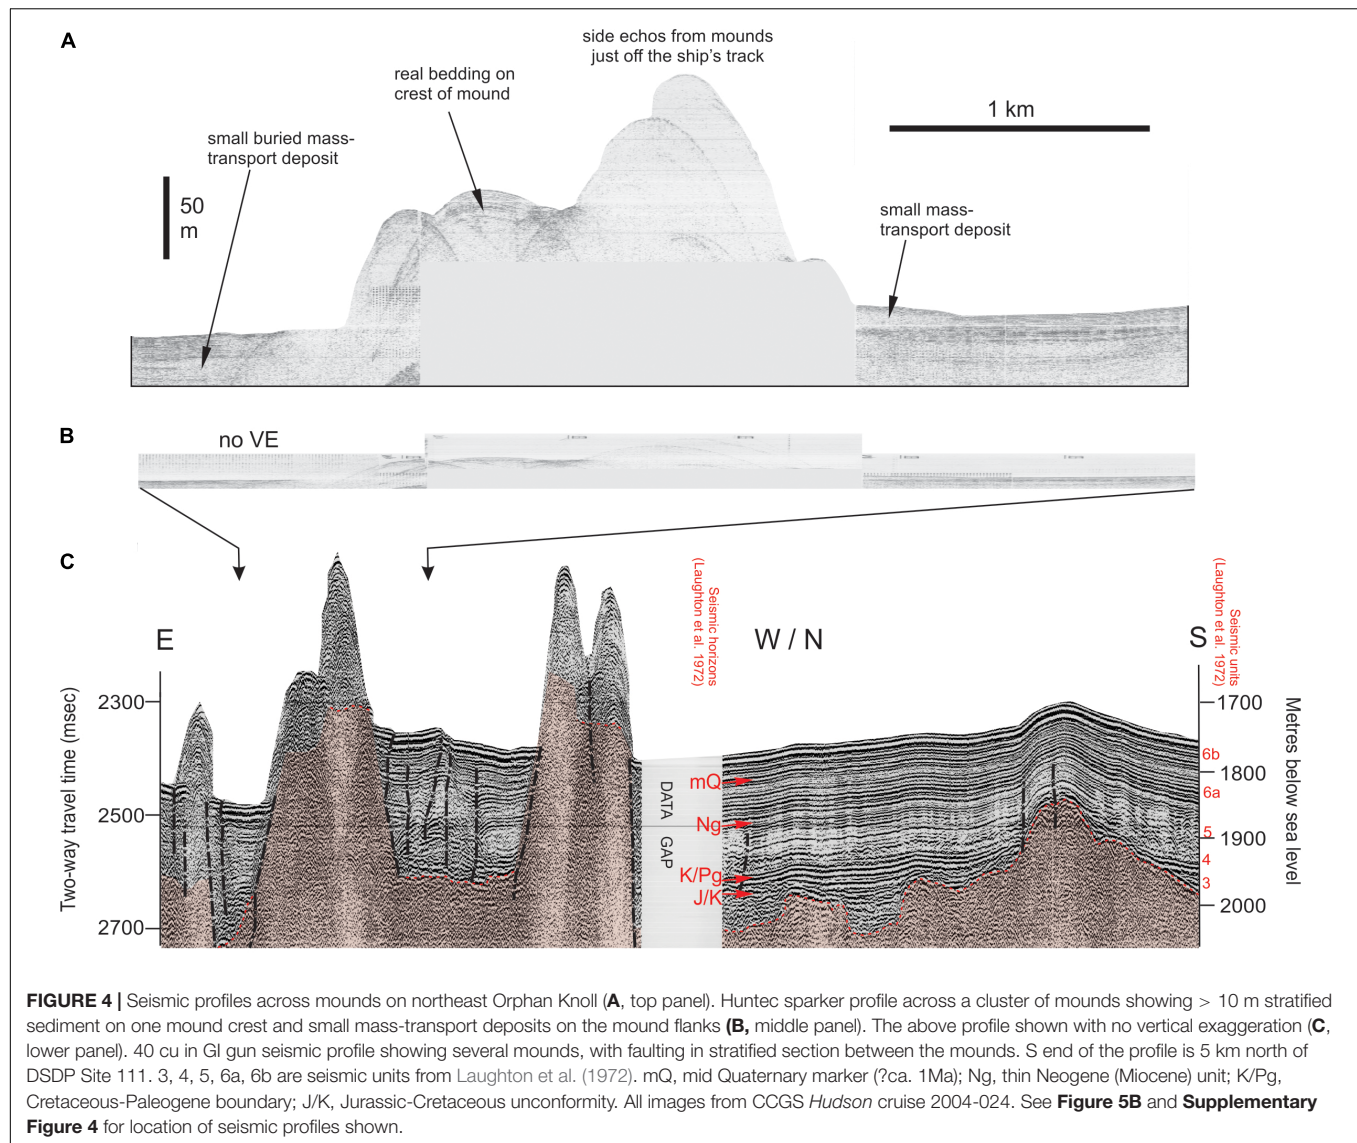 A
side echos from mounds
just off the ship's track
real bedding on
crest of mound
1 km
small buried mass-
transport deposit
50
m
small mass-
transport deposit
B
no VE
C
Seismic horizons
(Laughton et al. 1972)
Seismic units
(Laughton et al. 1972)
E
W / N
S
2300
1700
6b
mQ
1800
6a
DATA
GAP
2500
Ng
5
1900
4
K/Pg
3
J/K
2000
2700
Two-way travel time (msec)
Metres below sea level
FIGURE 4 | Seismic profiles across mounds on northeast Orphan Knoll (A, top panel). Huntec sparker profile across a cluster of mounds showing > 10 m stratified
sediment on one mound crest and small mass-transport deposits on the mound flanks (B, middle panel). The above profile shown with no vertical exaggeration (C,
lower panel). 40 cu in GI gun seismic profile showing several mounds, with faulting in stratified section between the mounds. S end of the profile is 5 km north of
DSDP Site 111. 3, 4, 5, 6a, 6b are seismic units from Laughton et al. (1972). mQ, mid Quaternary marker (?ca. 1Ma); Ng, thin Neogene (Miocene) unit; K/Pg,
Cretaceous-Paleogene boundary; J/K, Jurassic-Cretaceous unconformity. All images from CCGS Hudson cruise 2004-024. See Figure 5B and Supplementary
Figure 4 for location of seismic profiles shown.